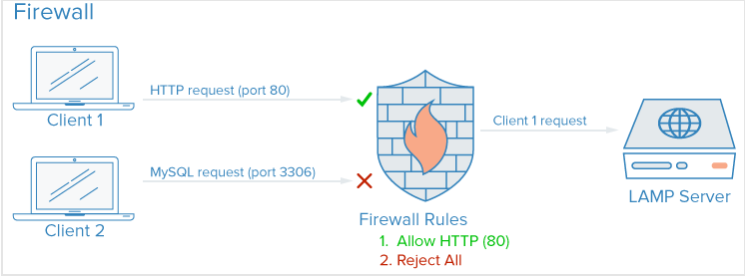 Firewall
HTTP request (port 80)
Client 1
Client 1 request
MySQL request (port 3306)
Client 2
LAMP Server
Firewall Rules
1. Allow HTTP (80)
2. Reject All